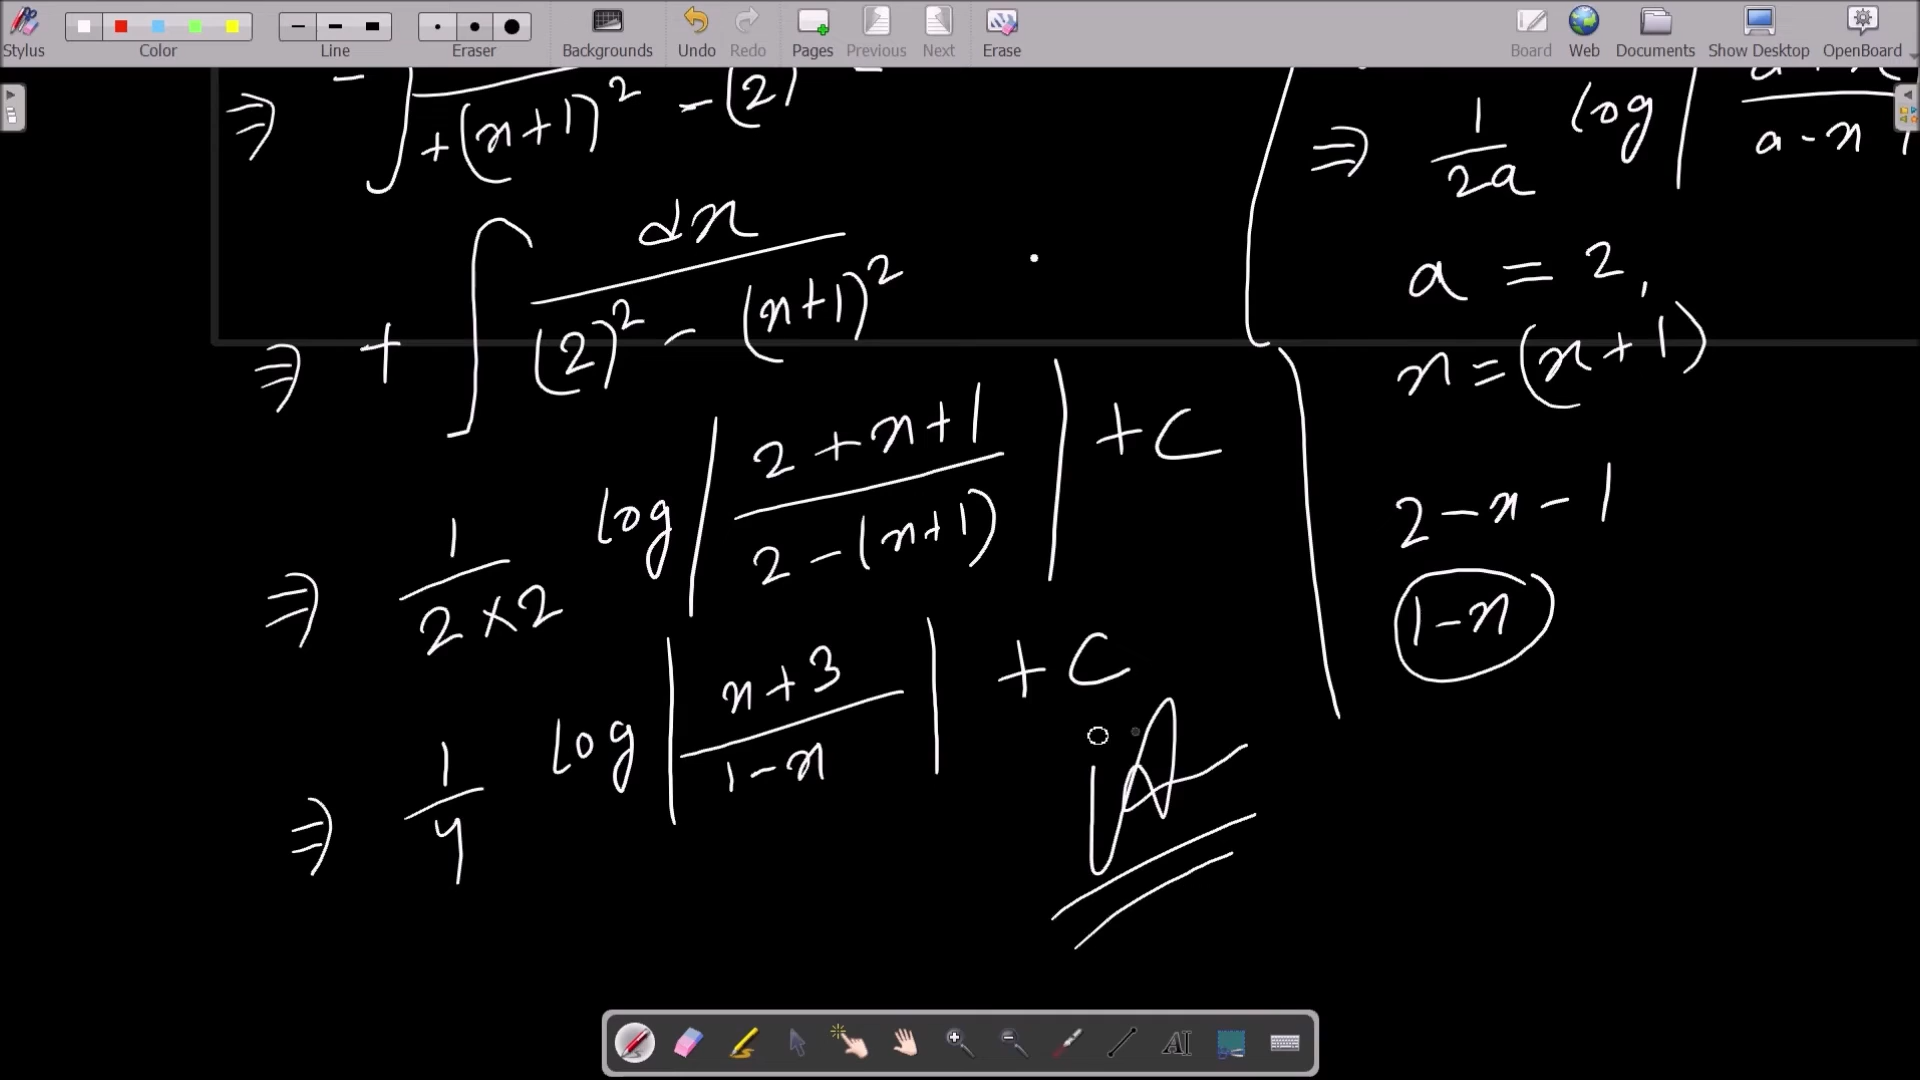 Stylus Color Line Eraser Backgrounds Undo Redo Pages Previous Next Erase Board Web Documents Show Desktop OpenBoard
⇒ -∫ +(x+1)² - (2)
⇒ +∫ dx / (2)² - (x+1)²
⇒ 1/2×2 log |2+x+1 / 2-(x+1)| + C
⇒ 1/4 log |x+3 / 1-x| + C
⇒ 1/2a log | a-x
a = 2,
x = (x+1)
2-x-1
1-x
AI